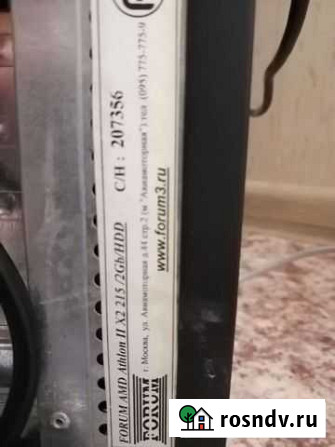 FORUM AMD Athlon II X2 215 /2Gb/HDD С/Н : 207356
FORUM
г. Москва, ул. Авиамоторная д.44 стр.2 (м "Авиамоторная") тел. (095) 775-775-9
www.forum3.ru
rosndv.ru